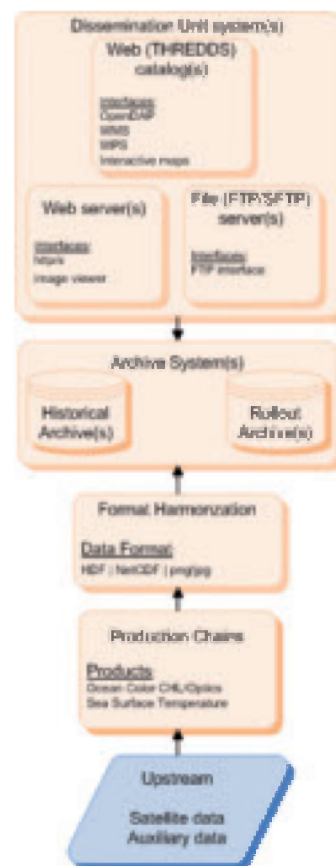 Dissemination Unit system(s)
Web (THREDDS)
catalog(s)
Interfaces:
OpenDAP
WMS
WPS
Interactive maps
Web server(s)
Interfaces:
https
image viewer
File (FTP/SFTP)
server(s)
Interfaces:
FTP interface
Archive System(s)
Historical
Archive(s)
Rollout
Archive(s)
Format Harmonization
Data Format
HDF | NetCDF | png/jpg
Production Chains
Products
Ocean Color CHL/Optics
Sea Surface Temperature
Upstream
Satellite data
Auxiliary data